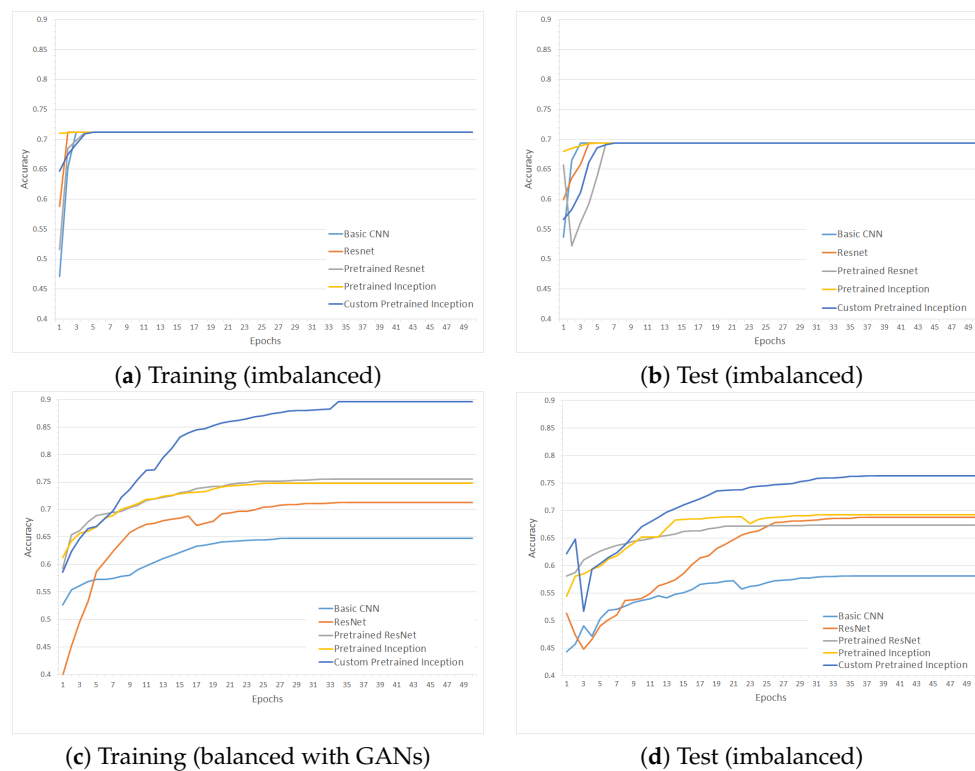 0.9
0.85
0.8
0.75
0.7
0.65
0.6
0.55
0.5
0.45
0.4
Accuracy
Basic CNN
Resnet
Pretrained Resnet
Pretrained Inception
Custom Pretrained Inception
1 3 5 7 9 11 13 15 17 19 21 23 25 27 29 31 33 35 37 39 41 43 45 47 49
Epochs
(a) Training (imbalanced)
0.9
0.85
0.8
0.75
0.7
0.65
0.6
0.55
0.5
0.45
0.4
Accuracy
Basic CNN
Resnet
Pretrained Resnet
Pretrained Inception
Custom Pretrained Inception
1 3 5 7 9 11 13 15 17 19 21 23 25 27 29 31 33 35 37 39 41 43 45 47 49
Epochs
(b) Test (imbalanced)
0.9
0.85
0.8
0.75
0.7
0.65
0.6
0.55
0.5
0.45
0.4
Accuracy
Basic CNN
ResNet
Pretrained ResNet
Pretrained Inception
Custom Pretrained Inception
1 3 5 7 9 11 13 15 17 19 21 23 25 27 29 31 33 35 37 39 41 43 45 47 49
Epochs
(c) Training (balanced with GANs)
0.9
0.85
0.8
0.75
0.7
0.65
0.6
0.55
0.5
0.45
0.4
Accuracy
Basic CNN
ResNet
Pretrained ResNet
Pretrained Inception
Custom Pretrained Inception
1 3 5 7 9 11 13 15 17 19 21 23 25 27 29 31 33 35 37 39 41 43 45 47 49
Epochs
(d) Test (imbalanced)